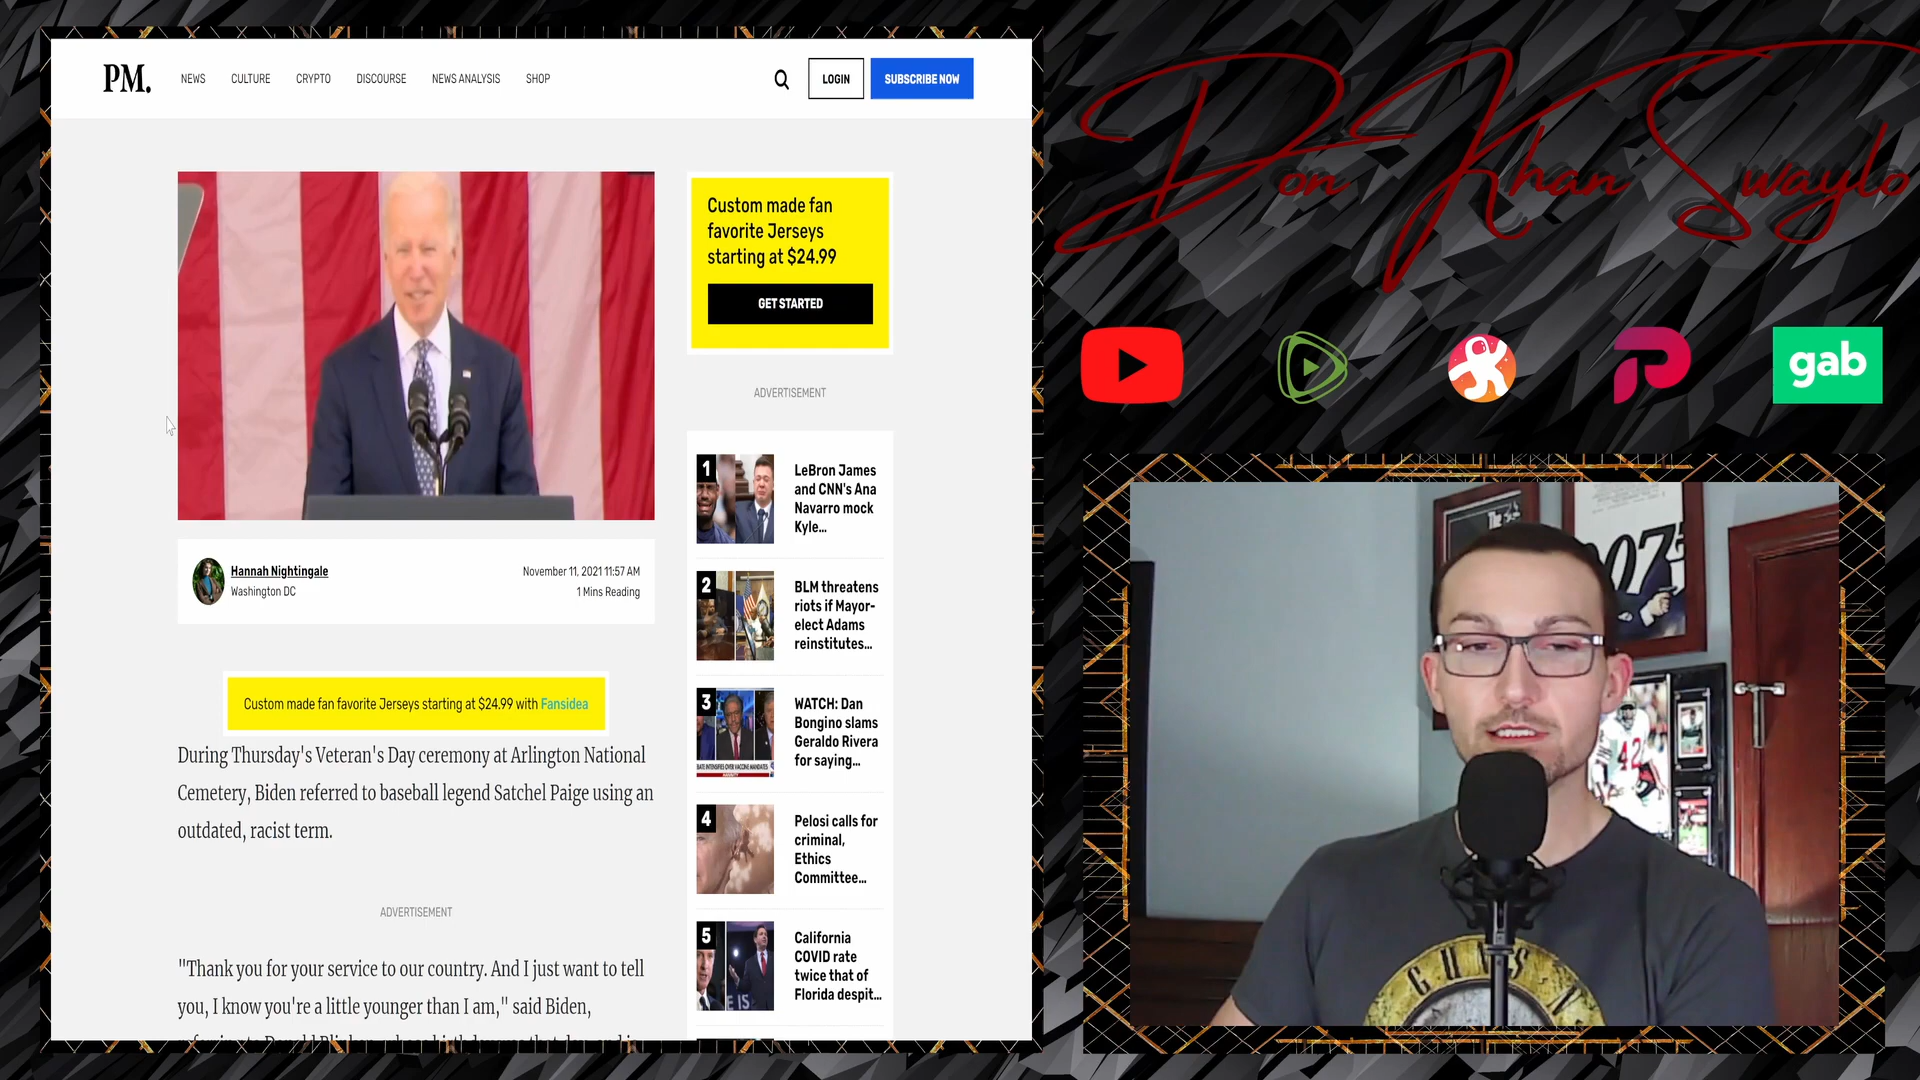 PM.
NEWS CULTURE CRYPTO DISCOURSE NEWS ANALYSIS SHOP
LOGIN
SUBSCRIBE NOW
Custom made fan
favorite Jerseys
starting at $24.99
GET STARTED
ADVERTISEMENT
Hannah Nightingale
Washington DC
November 11, 2021 11:57 AM
1 Mins Reading
Custom made fan favorite Jerseys starting at $24.99 with Fansidea
During Thursday's Veteran's Day ceremony at Arlington National
Cemetery, Biden referred to baseball legend Satchel Paige using an
outdated, racist term.
ADVERTISEMENT
"Thank you for your service to our country. And I just want to tell
you, I know you're a little younger than I am," said Biden,
1
LeBron James
and CNN's Ana
Navarro mock
Kyle...
2
BLM threatens
riots if Mayor-
elect Adams
reinstitutes...
3
WATCH: Dan
Bongino slams
Geraldo Rivera
for saying...
4
Pelosi calls for
criminal,
Ethics
Committee...
5
California
COVID rate
twice that of
Florida despit...
Don Khan Swaylo
gab
The
007
42
GUNS N